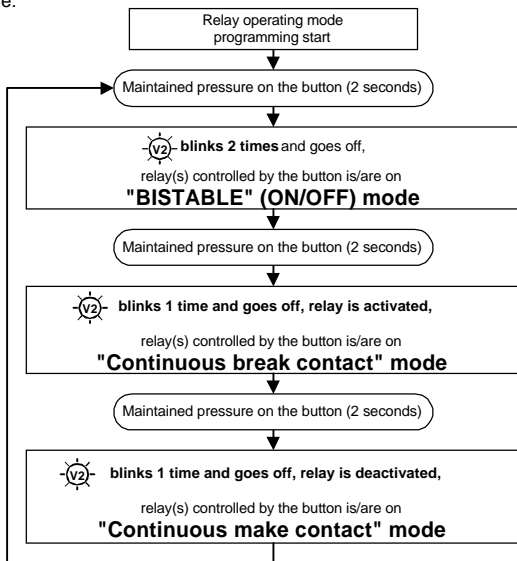 e.
Relay operating mode
programming start
Maintained pressure on the button (2 seconds)
V2 blinks 2 times and goes off,
relay(s) controlled by the button is/are on
"BISTABLE" (ON/OFF) mode
Maintained pressure on the button (2 seconds)
V2 blinks 1 time and goes off, relay is activated,
relay(s) controlled by the button is/are on
"Continuous break contact" mode
Maintained pressure on the button (2 seconds)
V2 blinks 1 time and goes off, relay is deactivated,
relay(s) controlled by the button is/are on
"Continuous make contact" mode